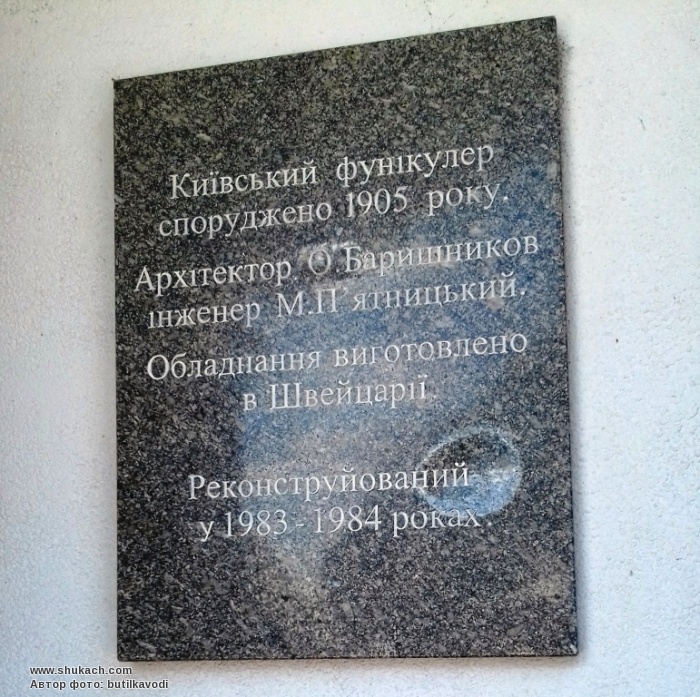 Київський фунікулер
споруджено 1905 року.
Архітектор О.Баришников
інженер М.П'ятницький.
Обладнання виготовлено
в Швейцарії
Реконструйований
у 1983-1984 роках.
www.shukach.com
Автор фото: butilkavodi